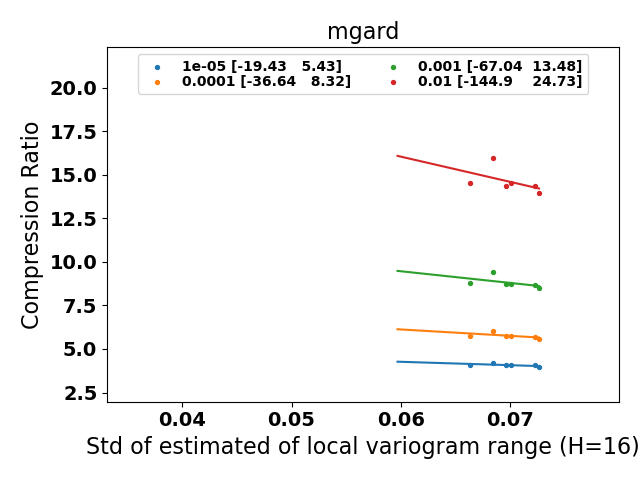 mgard
1e-05 [-19.43 5.43]
0.0001 [-36.64 8.32]
0.001 [-67.04 13.48]
0.01 [-144.9 24.73]
Compression Ratio
20.0
17.5
15.0
12.5
10.0
7.5
5.0
2.5
0.04 0.05 0.06 0.07
Std of estimated of local variogram range (H=16)